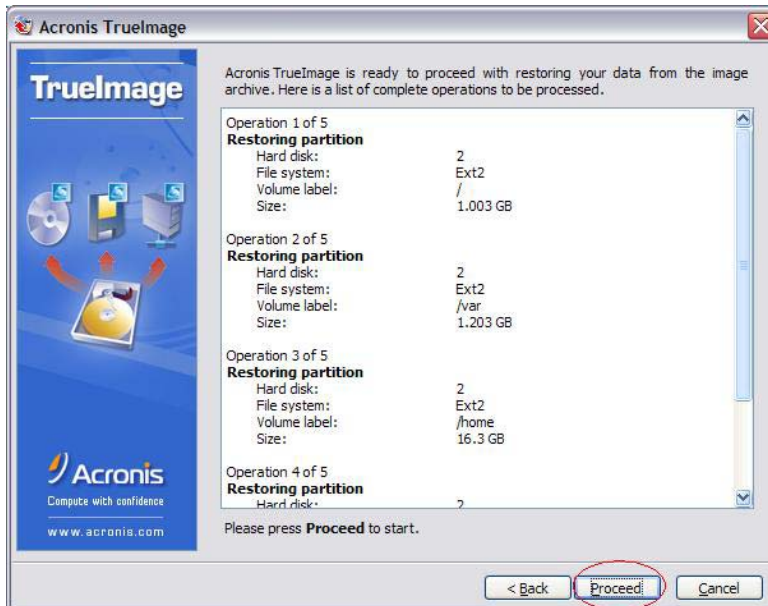 Acronis TrueImage
TrueImage
Acronis TrueImage is ready to proceed with restoring your data from the image
archive. Here is a list of complete operations to be processed.
Operation 1 of 5
Restoring partition
Hard disk: 2
File system: Ext2
Volume label: /
Size: 1.003 GB
Operation 2 of 5
Restoring partition
Hard disk: 2
File system: Ext2
Volume label: /var
Size: 1.203 GB
Operation 3 of 5
Restoring partition
Hard disk: 2
File system: Ext2
Volume label: /home
Size: 16.3 GB
Operation 4 of 5
Restoring partition
Hard disk: 2
Acronis
Compute with confidence
www.acronis.com
Please press Proceed to start.
< Back Proceed Cancel